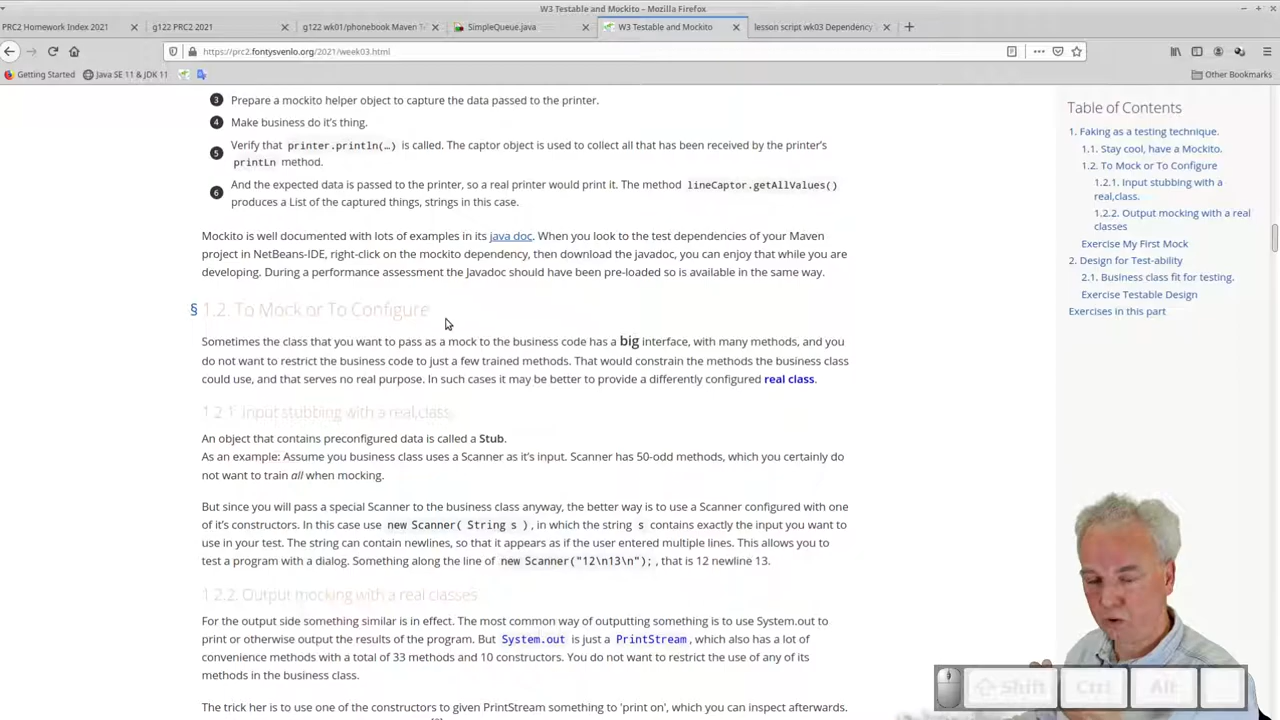 W3 Testable and Mockito - Mozilla Firefox
PRC2 Homework Index 2021
g122 PRC2 2021
g122 wk01/phonebook Maven T
SimpleQueue.java
W3 Testable and Mockito
lesson script wk03 Dependency
https://prc2.fontysvenlo.org/2021/week03.html
Getting Started
Java SE 11 & JDK 11
Other Bookmarks
3 Prepare a mockito helper object to capture the data passed to the printer.
4 Make business do it's thing.
5 Verify that printer.println(…) is called. The captor object is used to collect all that has been received by the printer's
printLn method.
6 And the expected data is passed to the printer, so a real printer would print it. The method lineCaptor.getAllValues()
produces a List of the captured things, strings in this case.
Mockito is well documented with lots of examples in its java doc. When you look to the test dependencies of your Maven
project in NetBeans-IDE, right-click on the mockito dependency, then download the javadoc, you can enjoy that while you are
developing. During a performance assessment the Javadoc should have been pre-loaded so is available in the same way.
§ 1.2. To Mock or To Configure
Sometimes the class that you want to pass as a mock to the business code has a big interface, with many methods, and you
do not want to restrict the business code to just a few trained methods. That would constrain the methods the business class
could use, and that serves no real purpose. In such cases it may be better to provide a differently configured real class.
1.2.1. Input stubbing with a real,class.
An object that contains preconfigured data is called a Stub.
As an example: Assume you business class uses a Scanner as it's input. Scanner has 50-odd methods, which you certainly do
not want to train all when mocking.
But since you will pass a special Scanner to the business class anyway, the better way is to use a Scanner configured with one
of it's constructors. In this case use new Scanner( String s ), in which the string s contains exactly the input you want to
use in your test. The string can contain newlines, so that it appears as if the user entered multiple lines. This allows you to
test a program with a dialog. Something along the line of new Scanner("12\n13\n");, that is 12 newline 13.
1.2.2. Output mocking with a real classes
For the output side something similar is in effect. The most common way of outputting something is to use System.out to
print or otherwise output the results of the program. But System.out is just a PrintStream, which also has a lot of
convenience methods with a total of 33 methods and 10 constructors. You do not want to restrict the use of any of its
methods in the business class.
The trick her is to use one of the constructors to given PrintStream something to 'print on', which you can inspect afterwards.
Table of Contents
1. Faking as a testing technique.
1.1. Stay cool, have a Mockito.
1.2. To Mock or To Configure
1.2.1. Input stubbing with a
real,class.
1.2.2. Output mocking with a real
classes
Exercise My First Mock
2. Design for Test-ability
2.1. Business class fit for testing.
Exercise Testable Design
Exercises in this part
Shift
Ctrl
Alt